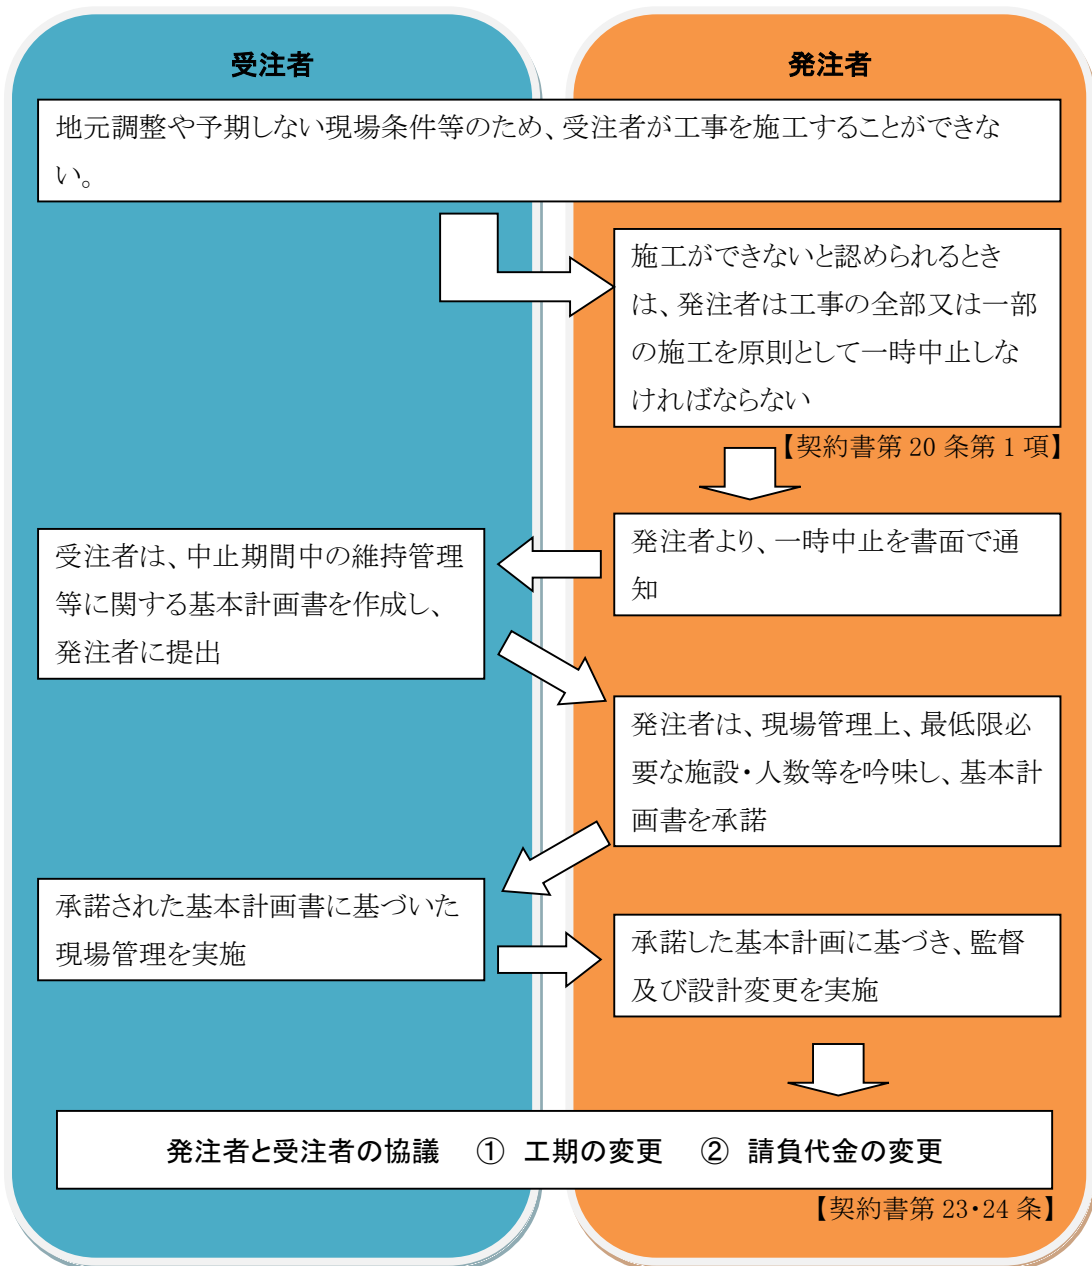 受注者
発注者
地元調整や予期しない現場条件等のため、受注者が工事を施工することができな
い。
施工ができないと認められるとき
は、発注者は工事の全部又は一部
の施工を原則として一時中止しな
ければならない
【契約書第 20 条第 1 項】
発注者より、一時中止を書面で通
知
受注者は、中止期間中の維持管理
等に関する基本計画書を作成し、
発注者に提出
発注者は、現場管理上、最低限必
要な施設・人数等を吟味し、基本計
画書を承諾
承諾された基本計画書に基づいた
現場管理を実施
承諾した基本計画に基づき、監督
及び設計変更を実施
発注者と受注者の協議　① 工期の変更　② 請負代金の変更
【契約書第 23・24 条】